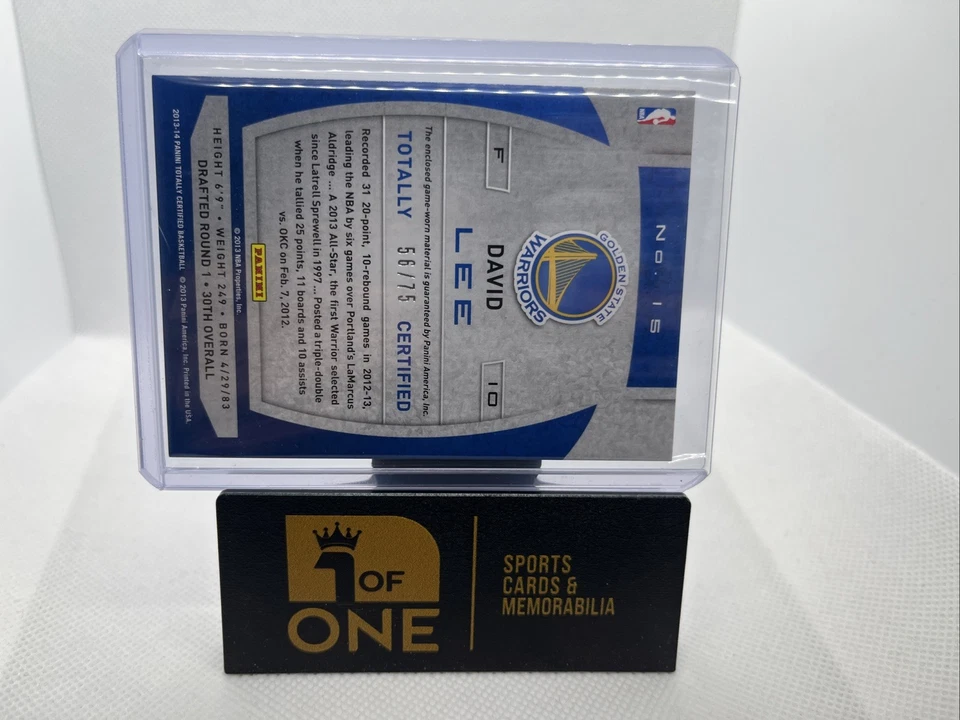 NBA
No. 15
GOLDEN STATE
WARRIORS
F
DAVID
10
LEE
The enclosed game-worn material is guaranteed by Panini America, Inc.
TOTALLY 56/75 CERTIFIED
Recorded 31 20-point, 10-rebound games in 2012-13,
leading the NBA by six games over Portland's LaMarcus
Aldridge ... A 2013 All-Star, the first Warrior selected
since Latrell Sprewell in 1997 ... Posted a triple-double
when he tallied 25 points, 11 boards and 10 assists
vs. OKC on Feb. 7, 2012.
PANINI
© 2013 NBA Properties, Inc.
HEIGHT 6'9" • WEIGHT 249 • BORN 4/29/83
DRAFTED ROUND 1 • 30TH OVERALL
2013-14 PANINI TOTALLY CERTIFIED BASKETBALL © 2013 Panini America, Inc. Printed in the USA.
1 OF
ONE
SPORTS
CARDS &
MEMORABILIA